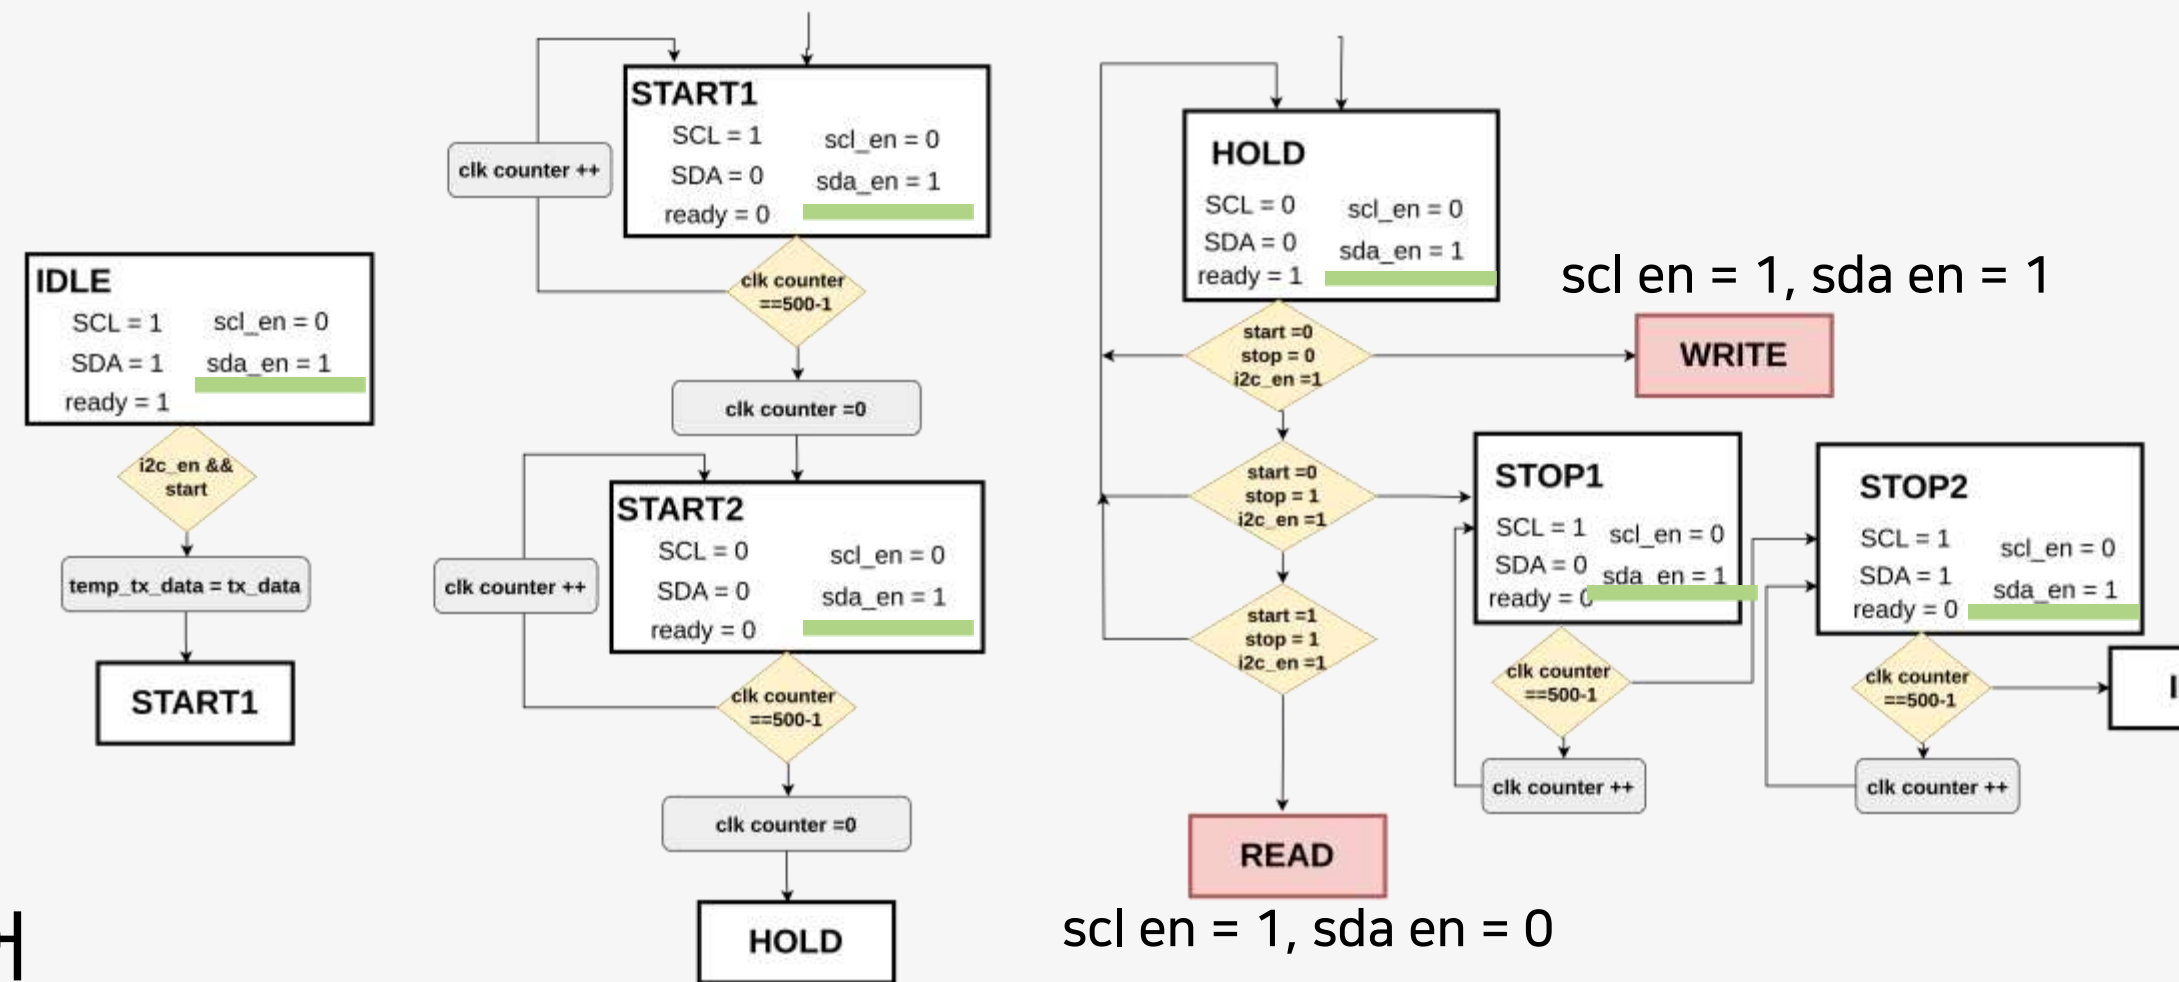 IDLE
SCL = 1
scl_en = 0
SDA = 1
sda_en = 1
ready = 1
i2c_en &&
start
temp_tx_data = tx_data
START1
START1
SCL = 1
scl_en = 0
SDA = 0
sda_en = 1
ready = 0
clk counter ++
clk counter
==500-1
clk counter =0
START2
SCL = 0
scl_en = 0
SDA = 0
sda_en = 1
ready = 0
clk counter ++
clk counter
==500-1
clk counter =0
HOLD
HOLD
SCL = 0
scl_en = 0
SDA = 0
sda_en = 1
ready = 1
start =0
stop = 0
i2c_en =1
scl en = 1, sda en = 1
WRITE
start =0
stop = 1
i2c_en =1
start =1
stop = 1
i2c_en =1
READ
scl en = 1, sda en = 0
STOP1
SCL = 1
scl_en = 0
SDA = 0
sda_en = 1
ready = 0
clk counter
==500-1
clk counter ++
STOP2
SCL = 1
scl_en = 0
SDA = 1
sda_en = 1
ready = 0
clk counter
==500-1
clk counter ++